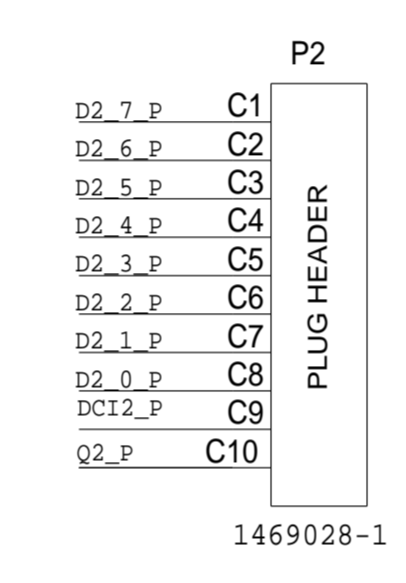 P2
D2_7_P C1
D2_6_P C2
D2_5_P C3
D2_4_P C4
D2_3_P C5
D2_2_P C6
D2_1_P C7
D2_0_P C8
DCI2_P C9
Q2_P C10
PLUG HEADER
1469028-1